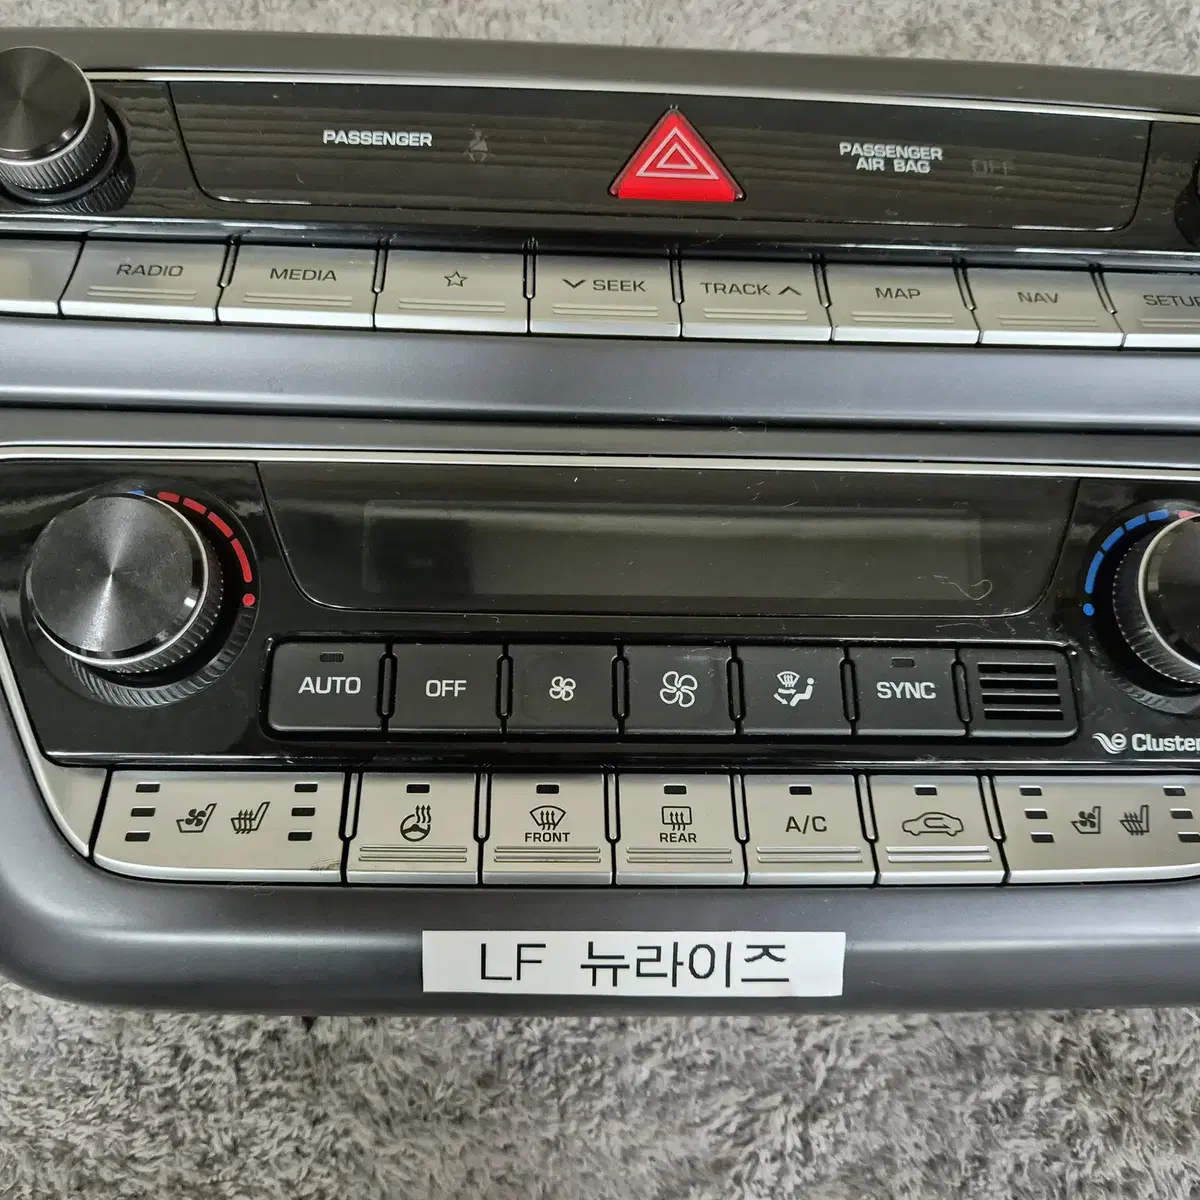 PASSENGER
PASSENGER
AIR BAG OFF
RADIO MEDIA SEEK TRACK MAP NAV SETUP
AUTO OFF SYNC
Cluster
FRONT REAR A/C
LF 뉴라이즈